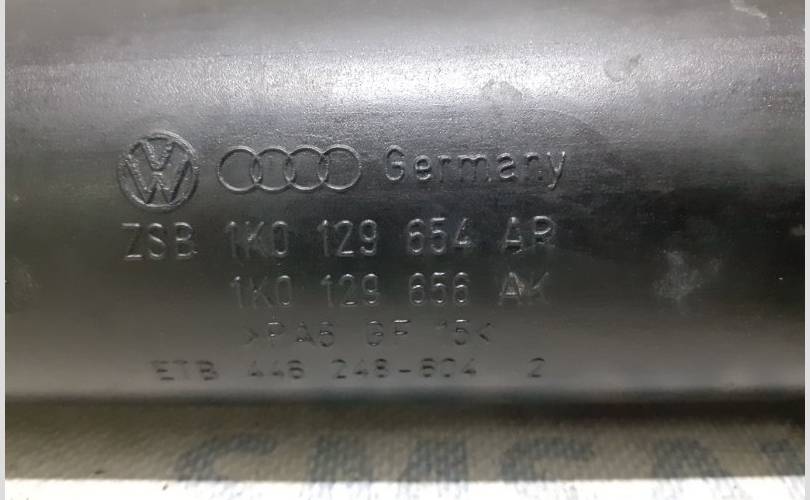 Germany
ZSB 1K0 129 654 AR
1K0 129 656 AK
>PA6 GF 15<
ETB 446 248-604 2